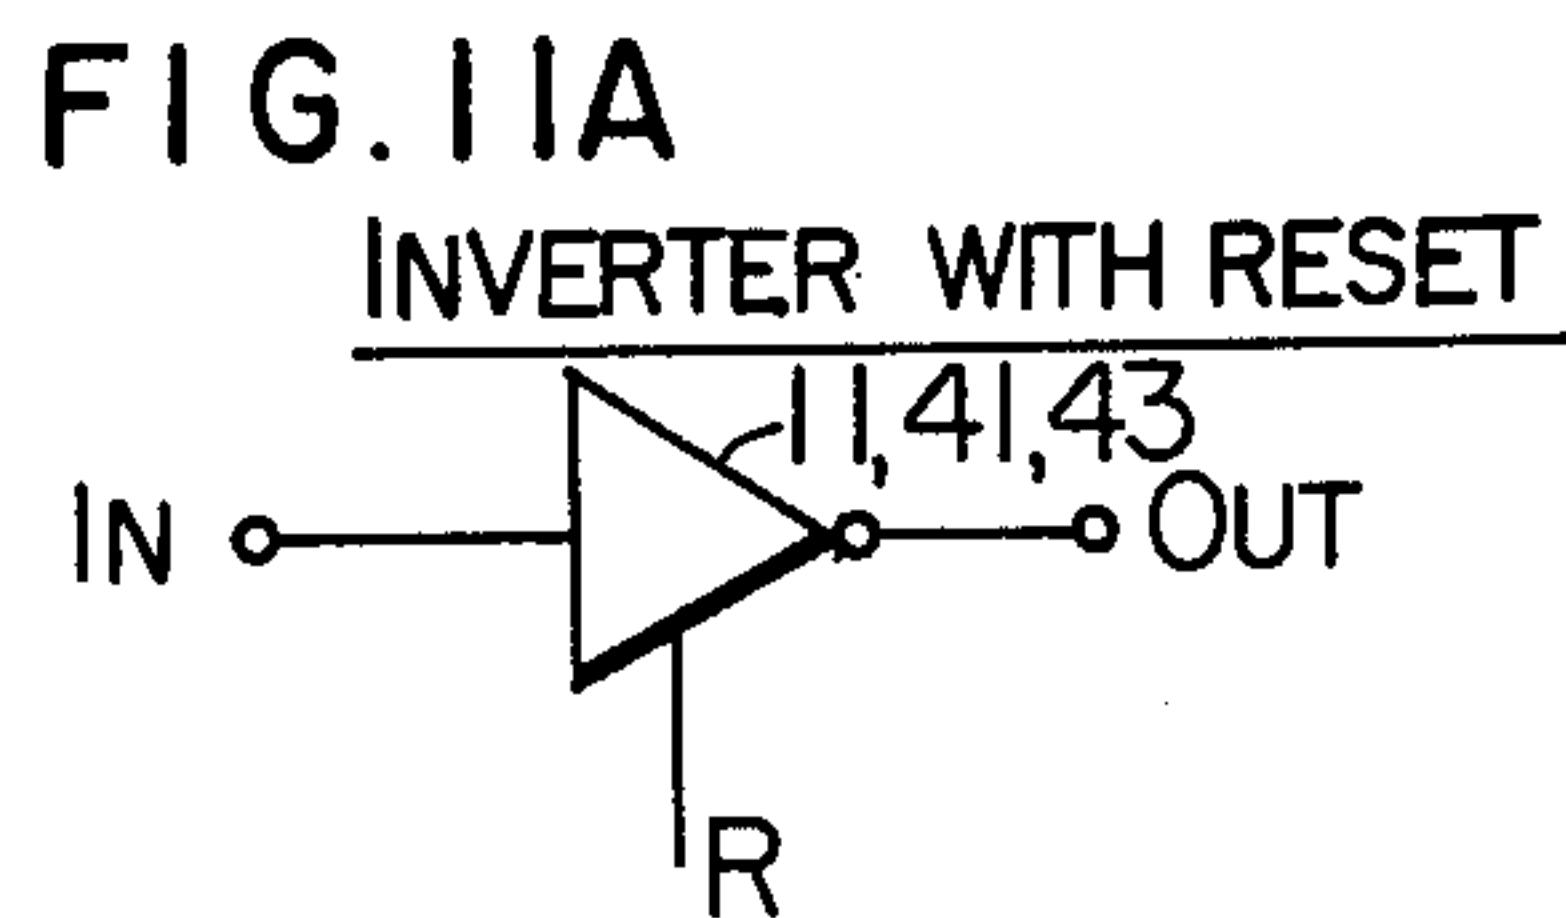 FIG. 11A
INVERTER WITH RESET
11, 41, 43
IN
OUT
R